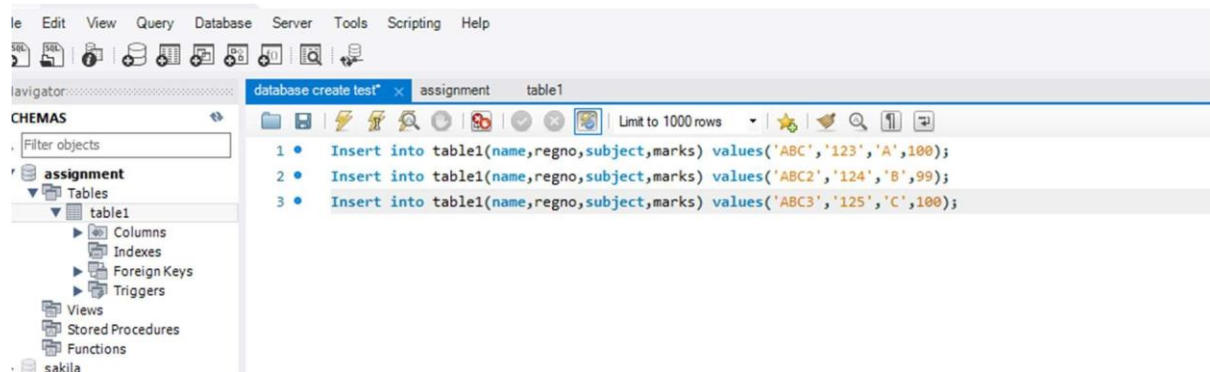 le Edit View Query Database Server Tools Scripting Help
Navigator
database create test* assignment table1
CHEMAS
Limit to 1000 rows
Filter objects
1 Insert into table1(name,regno,subject,marks) values('ABC','123','A',100);
2 Insert into table1(name,regno,subject,marks) values('ABC2','124','B',99);
3 Insert into table1(name,regno,subject,marks) values('ABC3','125','C',100);
assignment
Tables
table1
Columns
Indexes
Foreign Keys
Triggers
Views
Stored Procedures
Functions
sakila